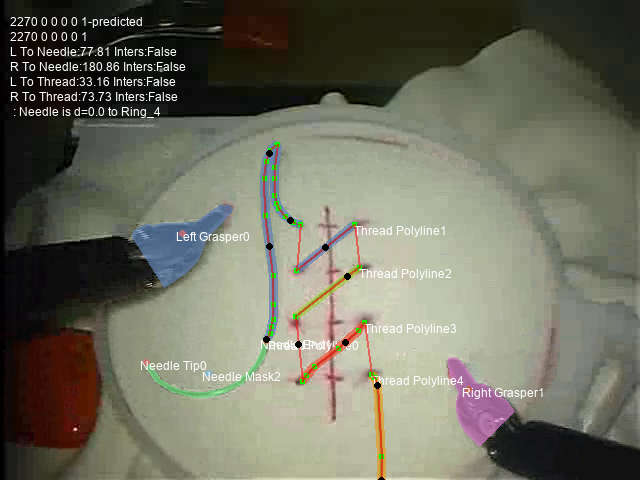 2270 0 0 0 0 1-predicted
2270 0 0 0 0 1
L To Needle:77.81 Inters:False
R To Needle:180.86 Inters:False
L To Thread:33.16 Inters:False
R To Thread:73.73 Inters:False
: Needle is d=0.0 to Ring_4
Left Grasper0
Thread Polyline1
Thread Polyline2
Thread Polyline3
Needle Tip0
Needle Mask2
Thread Polyline4
Right Grasper1